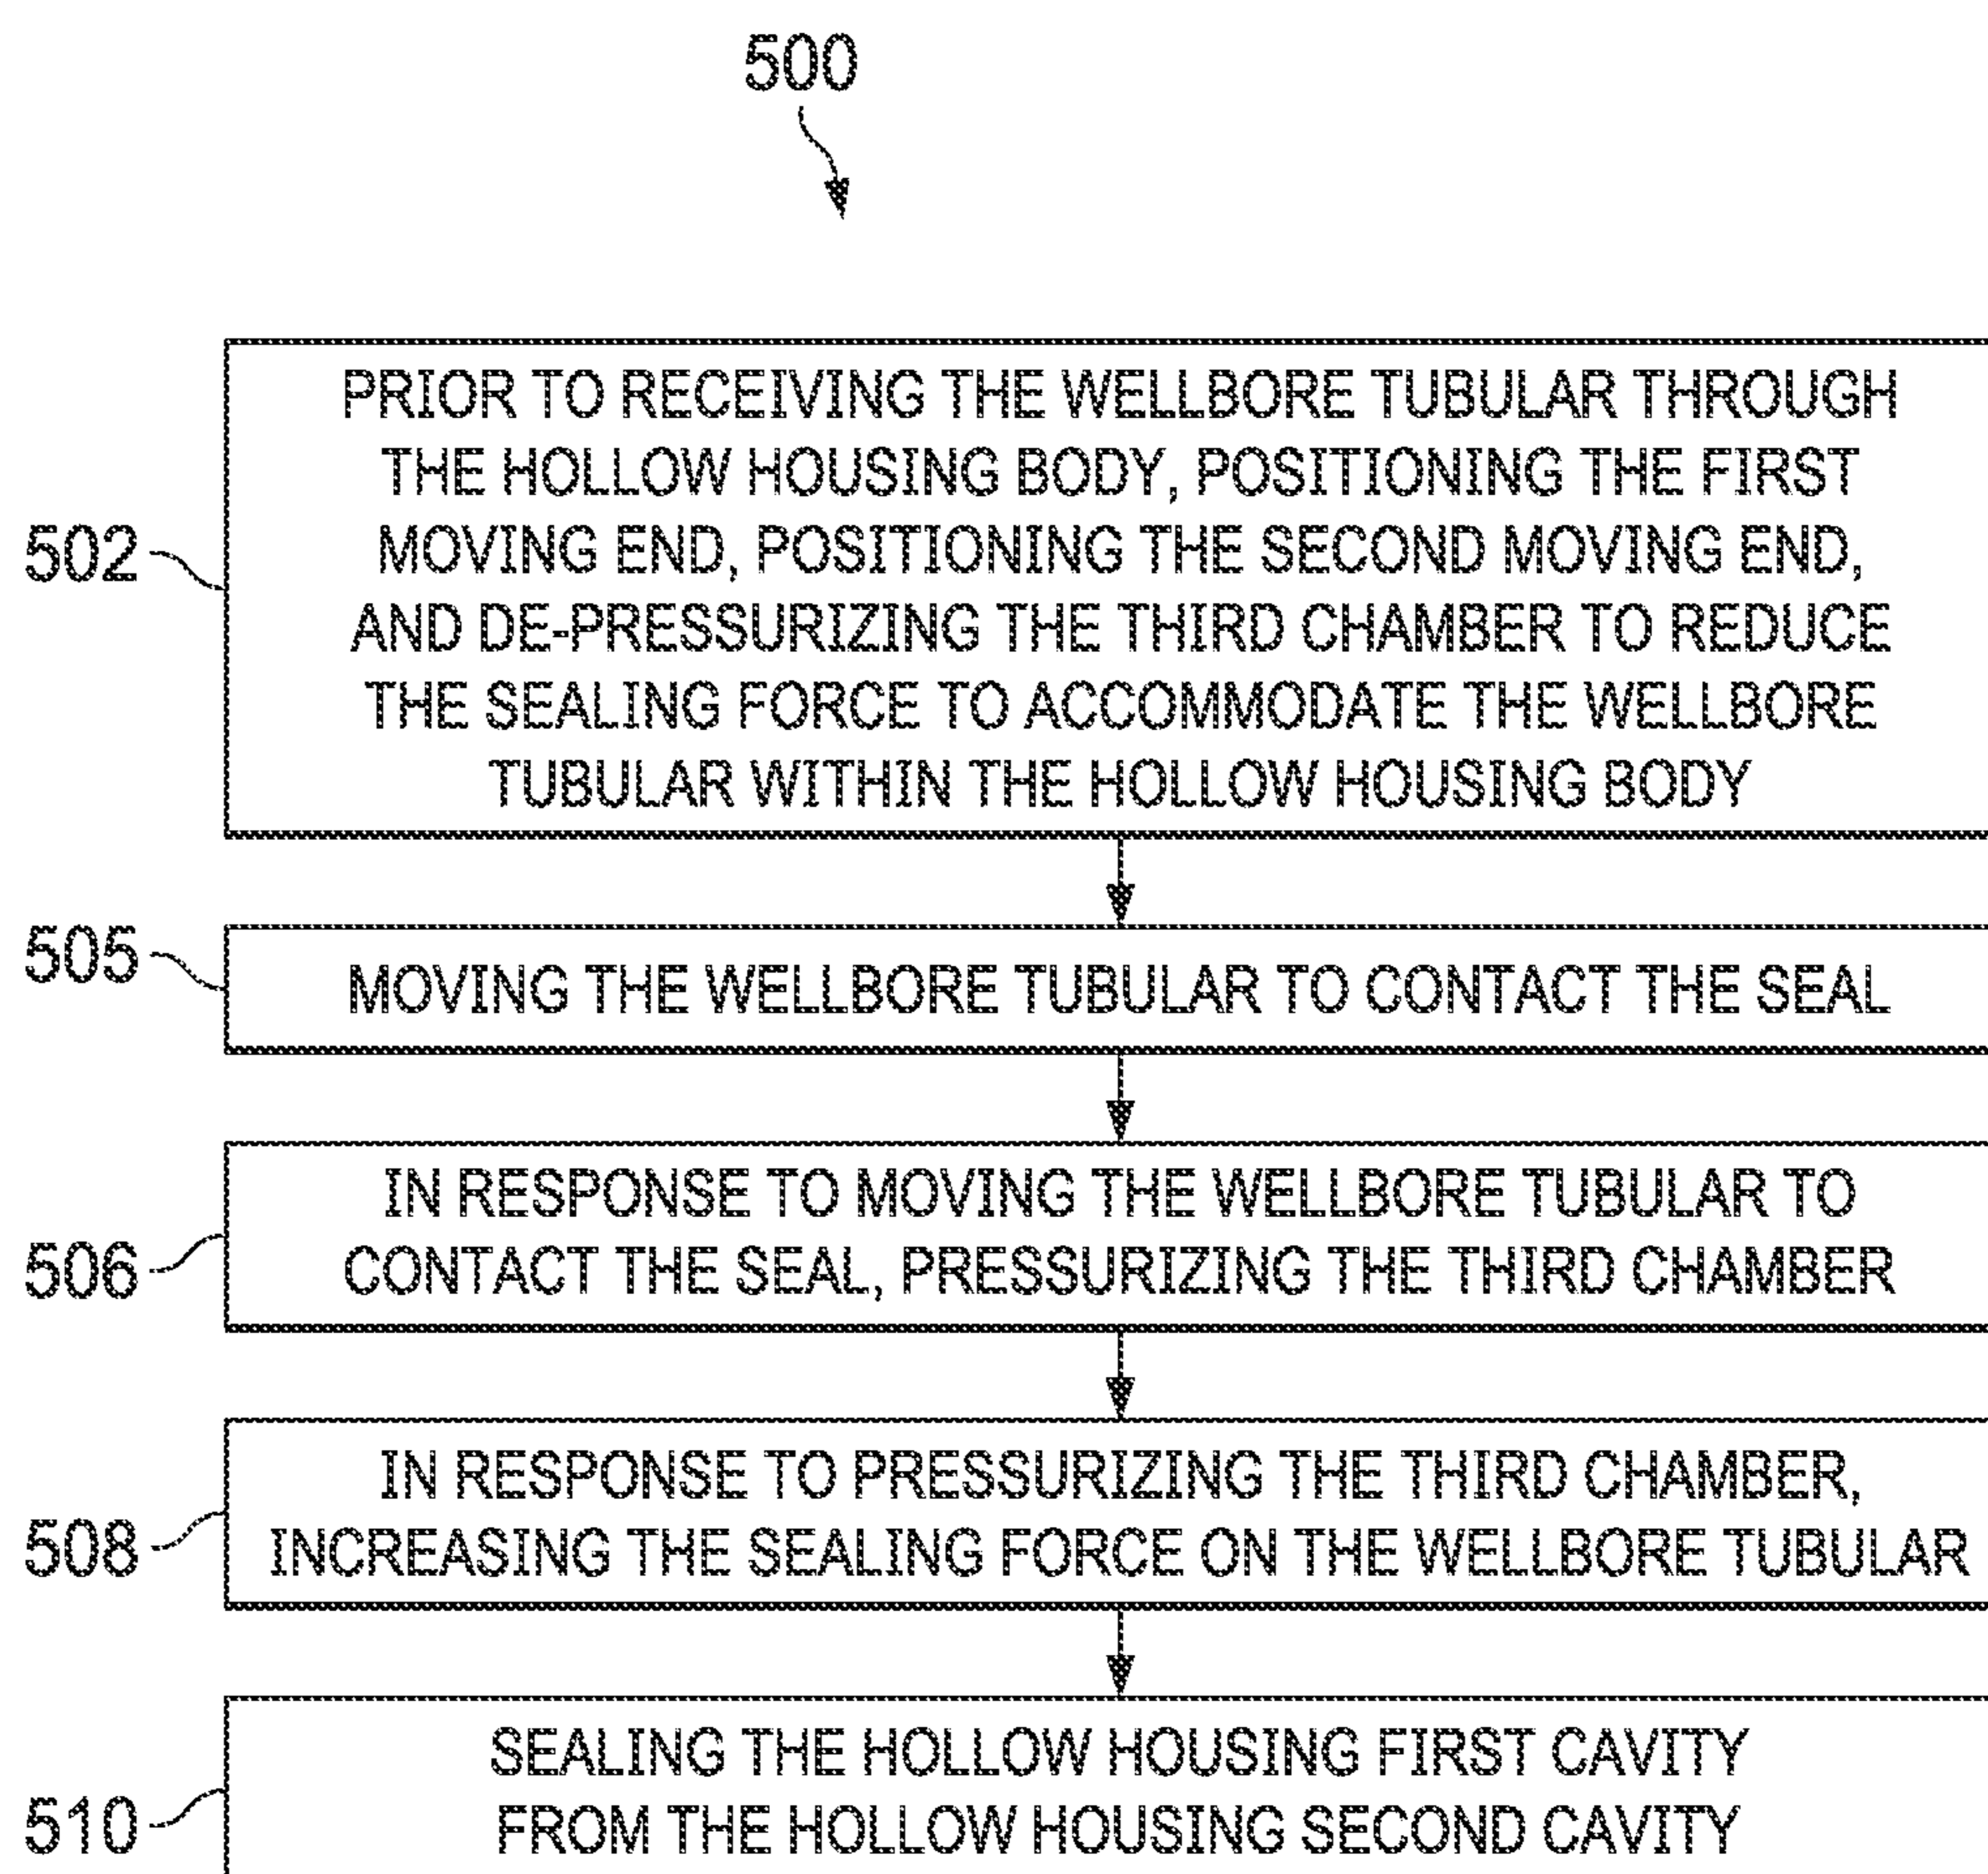 500
PRIOR TO RECEIVING THE WELLBORE TUBULAR THROUGH
THE HOLLOW HOUSING BODY, POSITIONING THE FIRST
MOVING END, POSITIONING THE SECOND MOVING END,
AND DE-PRESSURIZING THE THIRD CHAMBER TO REDUCE
THE SEALING FORCE TO ACCOMMODATE THE WELLBORE
TUBULAR WITHIN THE HOLLOW HOUSING BODY
502
505
MOVING THE WELLBORE TUBULAR TO CONTACT THE SEAL
IN RESPONSE TO MOVING THE WELLBORE TUBULAR TO
CONTACT THE SEAL, PRESSURIZING THE THIRD CHAMBER
506
IN RESPONSE TO PRESSURIZING THE THIRD CHAMBER,
INCREASING THE SEALING FORCE ON THE WELLBORE TUBULAR
508
SEALING THE HOLLOW HOUSING FIRST CAVITY
FROM THE HOLLOW HOUSING SECOND CAVITY
510